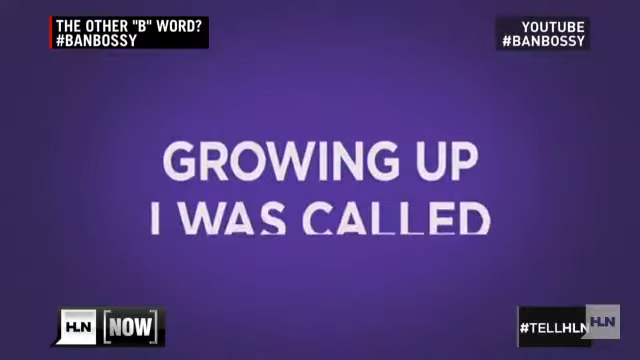 THE OTHER "B" WORD?
#BANBOSSY
YOUTUBE
#BANBOSSY
GROWING UP
I WAS CALLED
HLN [NOW]
#TELLHLN
HLN